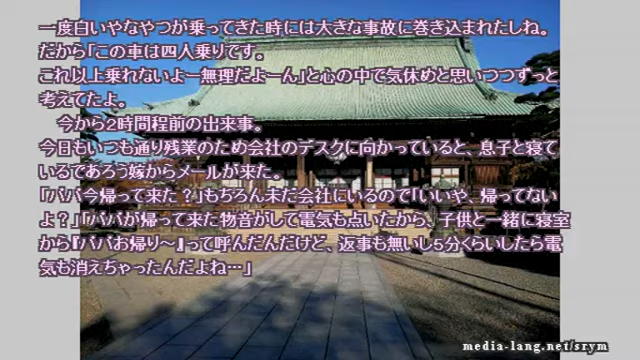 一度白いやなやつが乗ってきた時には大きな事故に巻き込まれたしね。
だから「この車は四人乗りです。
これ以上乗れないよー無理だよーん」と心の中で気休めと思いつつずっと
考えてたよ。
　今から２時間程前の出来事。
今日もいつも通り残業のため会社のデスクに向かっていると、息子と寝て
いるであろう嫁からメールが来た。
「パパ今帰って来た？」もちろん未だ会社にいるので「いいや、帰ってない
よ？」「パパが帰って来た物音がして電気も点いたから、子供と一緒に寝室
から『パパお帰り～』って呼んだんだけど、返事も無いし５分くらいしたら電
気も消えちゃったんだよね…」
media-lang.net/srym